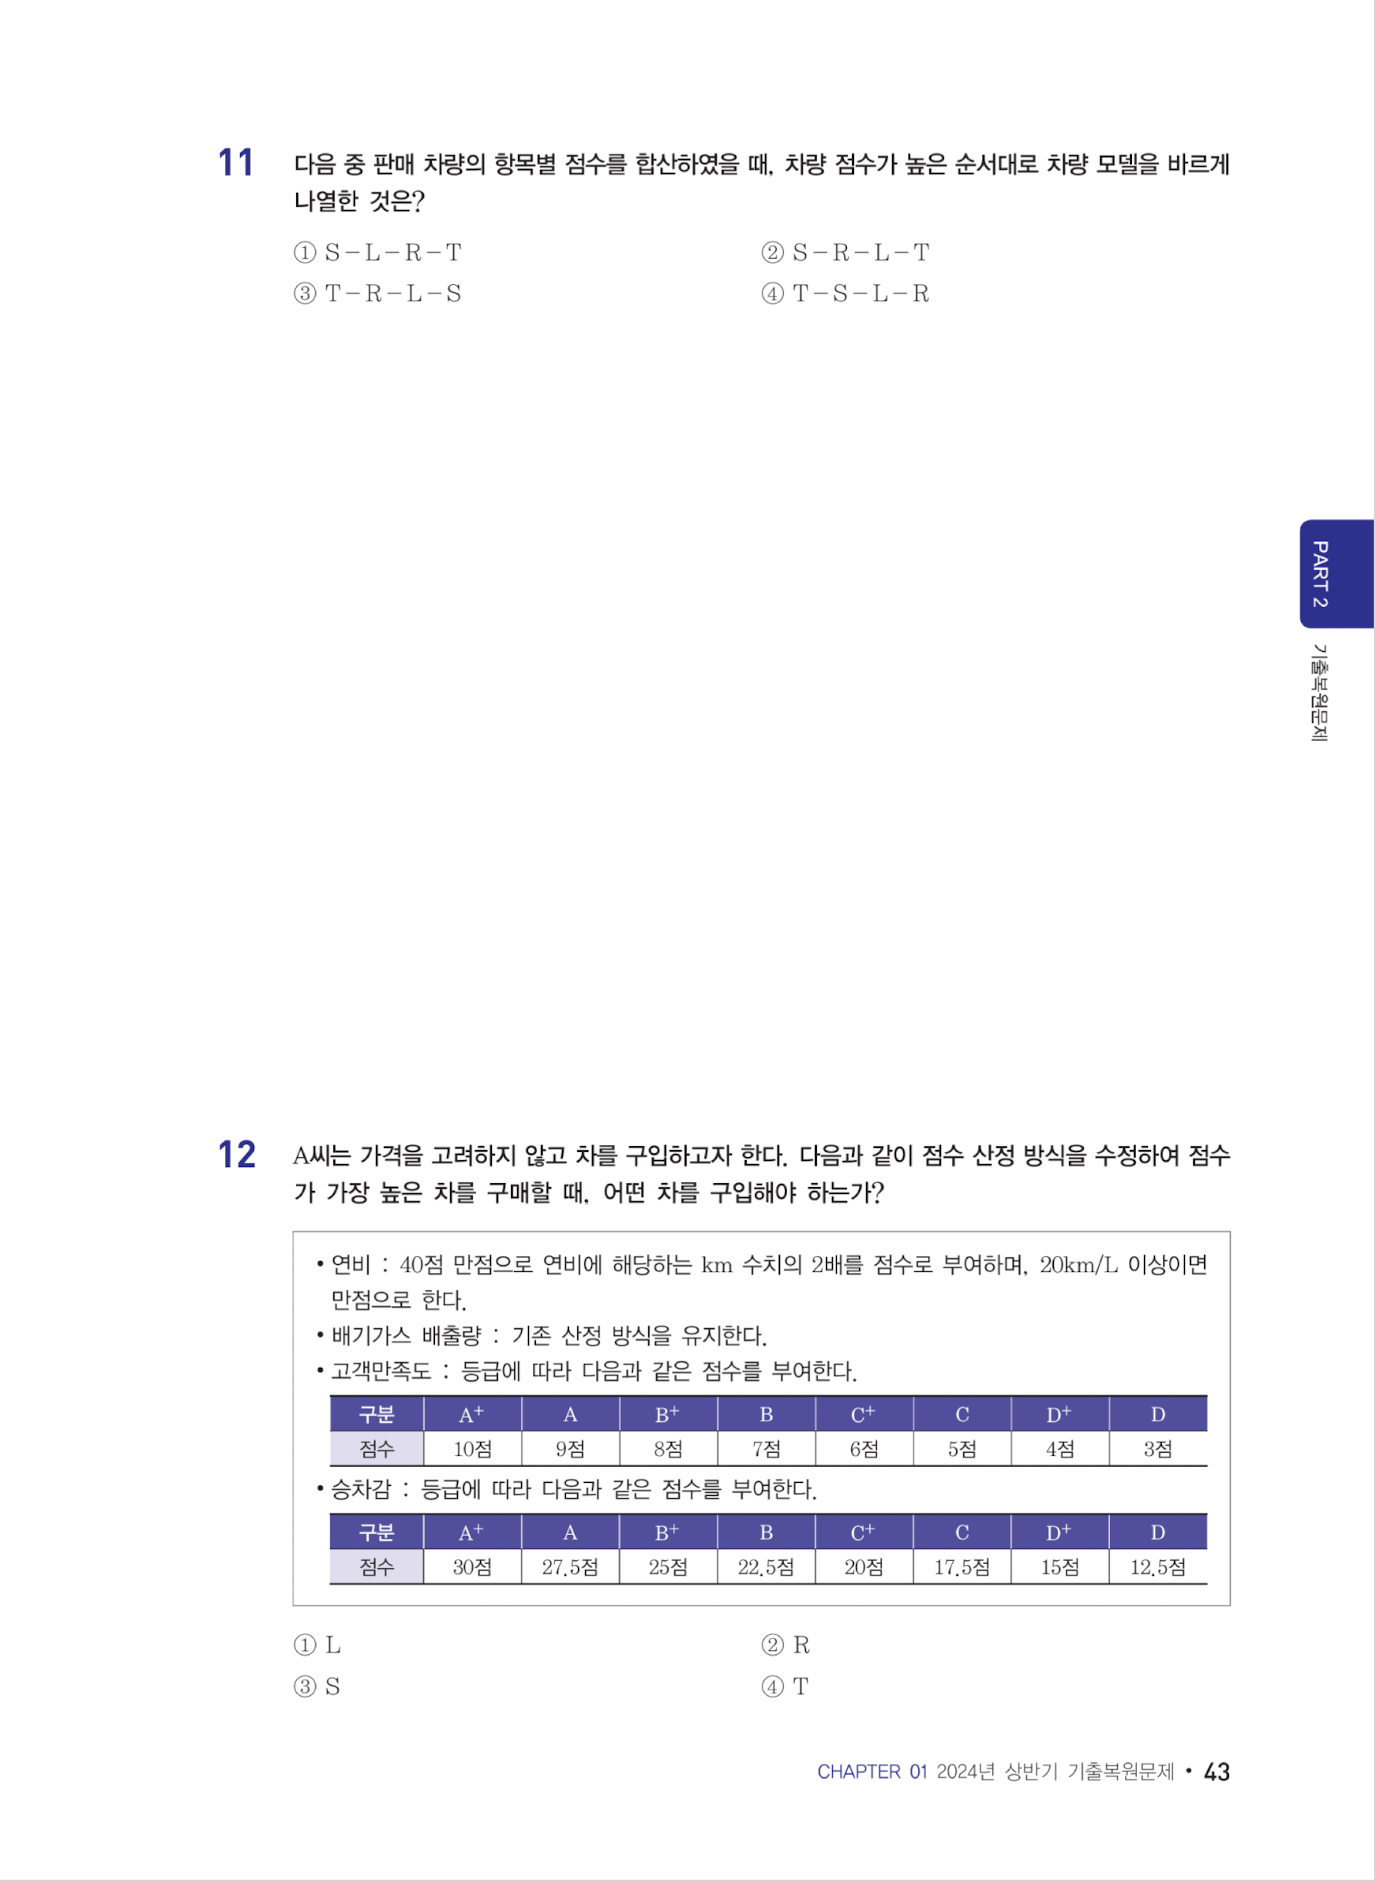 11 다음 중 판매 차량의 항목별 점수를 합산하였을 때, 차량 점수가 높은 순서대로 차량 모델을 바르게
나열한 것은?
① S-L-R-T ② S-R-L-T
③ T-R-L-S ④ T-S-L-R
PART 2
기출복원문제
12 A씨는 가격을 고려하지 않고 차를 구입하고자 한다. 다음과 같이 점수 산정 방식을 수정하여 점수
가 가장 높은 차를 구매할 때, 어떤 차를 구입해야 하는가?
• 연비 : 40점 만점으로 연비에 해당하는 km 수치의 2배를 점수로 부여하며, 20km/L 이상이면
만점으로 한다.
• 배기가스 배출량 : 기존 산정 방식을 유지한다.
• 고객만족도 : 등급에 따라 다음과 같은 점수를 부여한다.
구분 A+ A B+ B C+ C D+ D
점수 10점 9점 8점 7점 6점 5점 4점 3점
• 승차감 : 등급에 따라 다음과 같은 점수를 부여한다.
구분 A+ A B+ B C+ C D+ D
점수 30점 27.5점 25점 22.5점 20점 17.5점 15점 12.5점
① L ② R
③ S ④ T
CHAPTER 01 2024년 상반기 기출복원문제 • 43